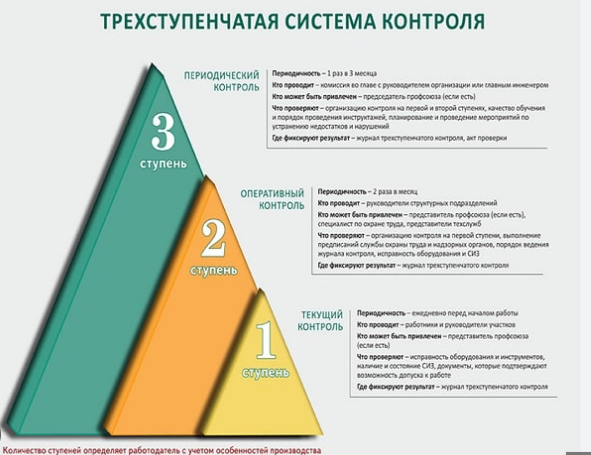 ТРЕХСТУПЕНЧАТАЯ СИСТЕМА КОНТРОЛЯ
3
ступень
ПЕРИОДИЧЕСКИЙ
КОНТРОЛЬ
Периодичность – 1 раз в 3 месяца
Кто проводит – комиссия во главе с руководителем организации или главным инженером
Кто может быть привлечен – председатель профсоюза (если есть)
Что проверяют – организацию контроля на первой и второй ступенях, качество обучения
и порядок проведения инструктажей, планирование и проведение мероприятий по
устранению недостатков и нарушений
Где фиксируют результат – журнал трехступенчатого контроля, акт проверки
2
ступень
ОПЕРАТИВНЫЙ
КОНТРОЛЬ
Периодичность – 2 раза в месяц
Кто проводит – руководители структурных подразделений
Кто может быть привлечен – представитель профсоюза (если есть),
специалист по охране труда, представители техслужб
Что проверяют – организацию контроля на первой ступени, выполнение
предписаний службы охраны труда и надзорных органов, порядок ведения
журнала контроля, исправность оборудования и СИЗ
Где фиксируют результат – журнал трехступенчатого контроля
1
ступень
ТЕКУЩИЙ
КОНТРОЛЬ
Периодичность – ежедневно перед началом работы
Кто проводит – работники и руководители участков
Кто может быть привлечен – представитель профсоюза
(если есть)
Что проверяют – исправность оборудования и инструментов,
наличие и состояние СИЗ, документы, которые подтверждают
возможность допуска к работе
Где фиксируют результат – журнал трехступенчатого контроля
Количество ступеней определяет работодатель с учетом особенностей производства